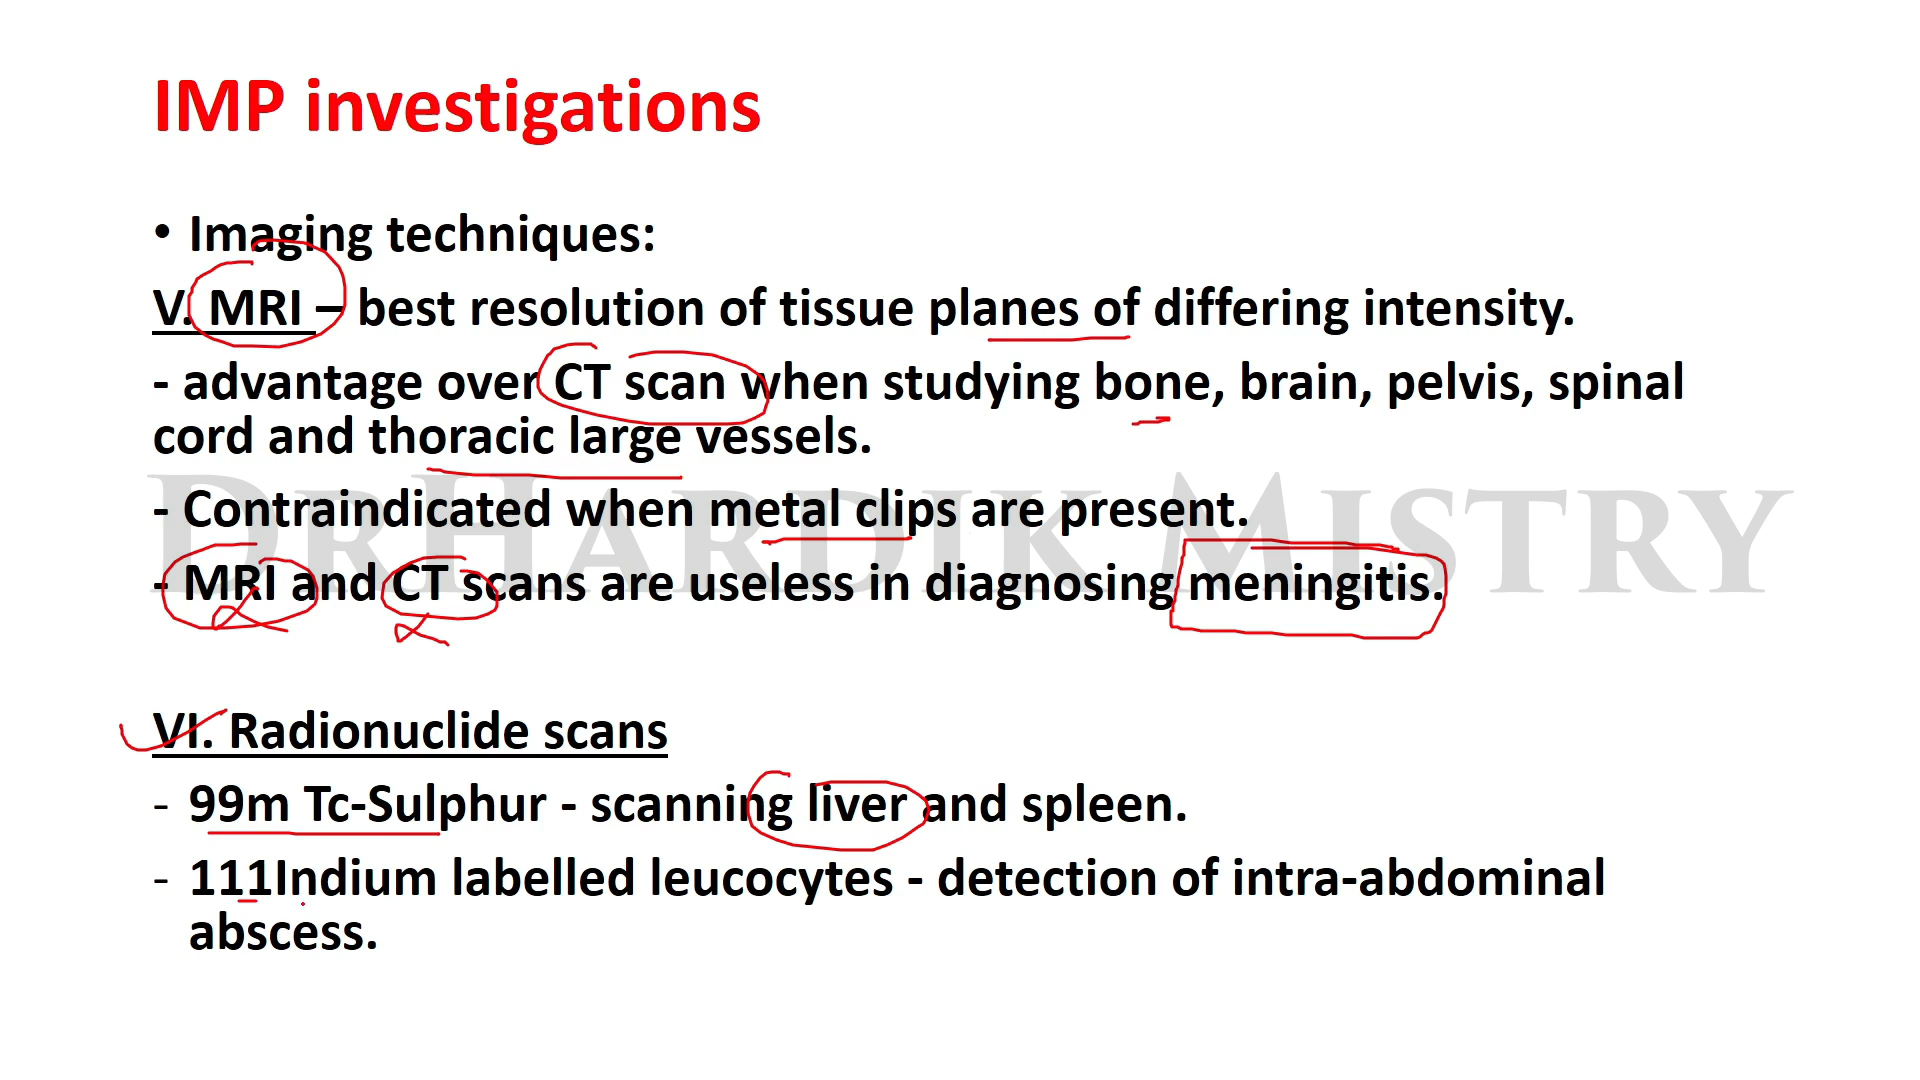 IMP investigations
• Imaging techniques:
V. MRI – best resolution of tissue planes of differing intensity.
- advantage over CT scan when studying bone, brain, pelvis, spinal
cord and thoracic large vessels.
DrHardik Mistry
- Contraindicated when metal clips are present.
- MRI and CT scans are useless in diagnosing meningitis.
VI. Radionuclide scans
- 99m Tc-Sulphur - scanning liver and spleen.
- 111Indium labelled leucocytes - detection of intra-abdominal
abscess.